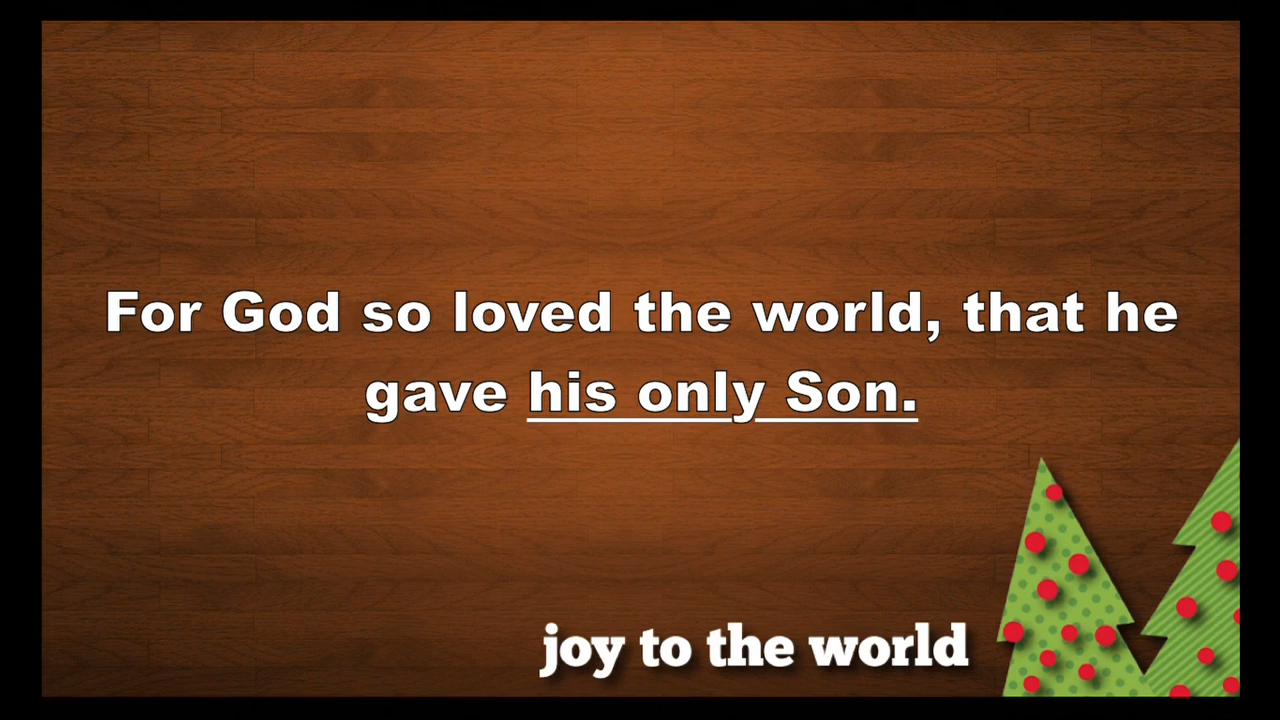 For God so loved the world, that he
gave his only Son.
joy to the world